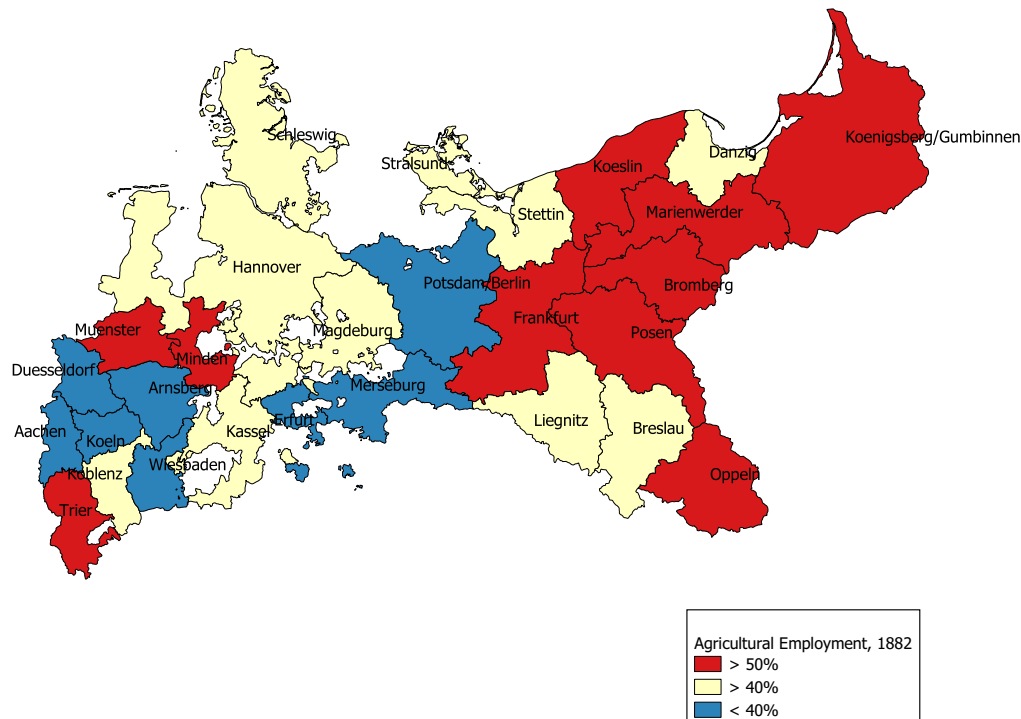 Schleswig
Koenigsberg/Gumbinnen
Danzig
Stralsund
Koeslin
Marienwerder
Stettin
Hannover
Potsdam/Berlin
Bromberg
Frankfurt
Muenster
Magdeburg
Posen
Minden
Duesseldorf
Arnsberg
Merseburg
Erfurt
Liegnitz
Aachen
Koeln
Kassel
Breslau
Wiesbaden
Koblenz
Oppeln
Trier
Agricultural Employment, 1882
> 50%
> 40%
< 40%